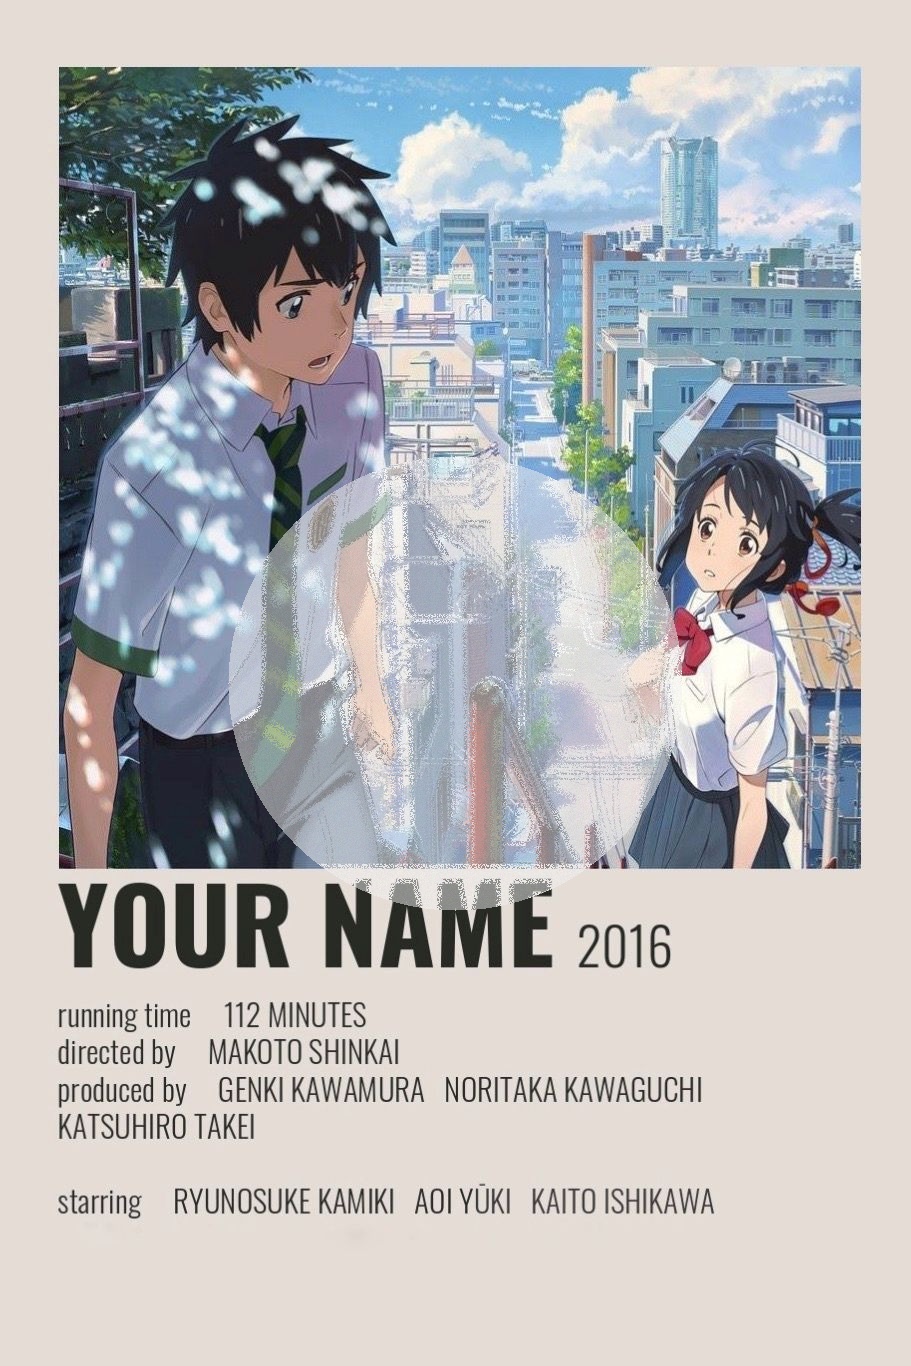 YOUR NAME 2016
running time 112 MINUTES
directed by MAKOTO SHINKAI
produced by GENKI KAWAMURA NORITAKA KAWAGUCHI
KATSUHIRO TAKEI
starring RYUNOSUKE KAMIKI AOI YŪKI KAITO ISHIKAWA